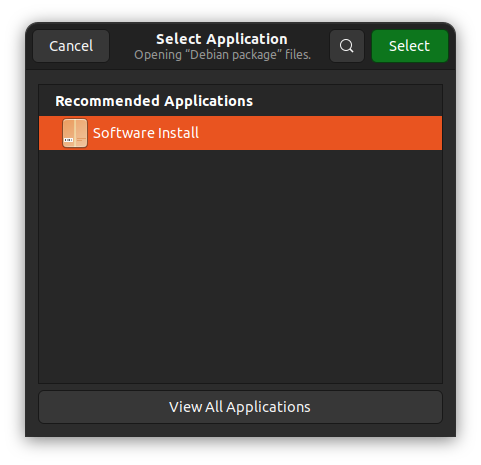 Cancel
Select Application
Opening “Debian package” files.
Select
Recommended Applications
Software Install
View All Applications